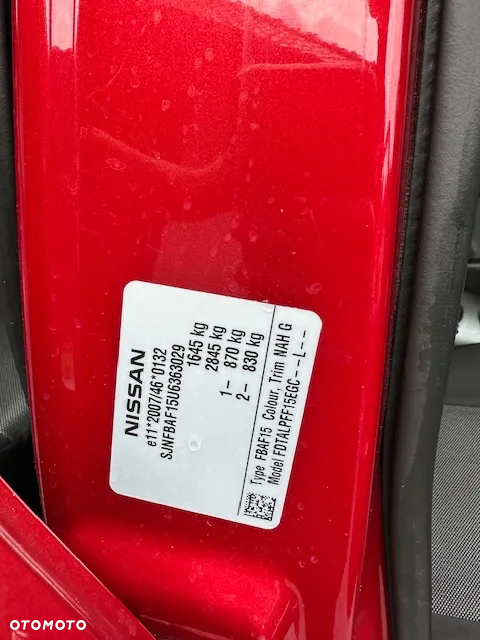 NISSAN
e11*2007/46*0132
SJNFBAF15U6363029
1645 kg
2845 kg
1- 870 kg
2- 830 kg
Type FBAF15 Colour, Trim NAH G
Model FDTALPFF15EGC--L--
OTOMOTO